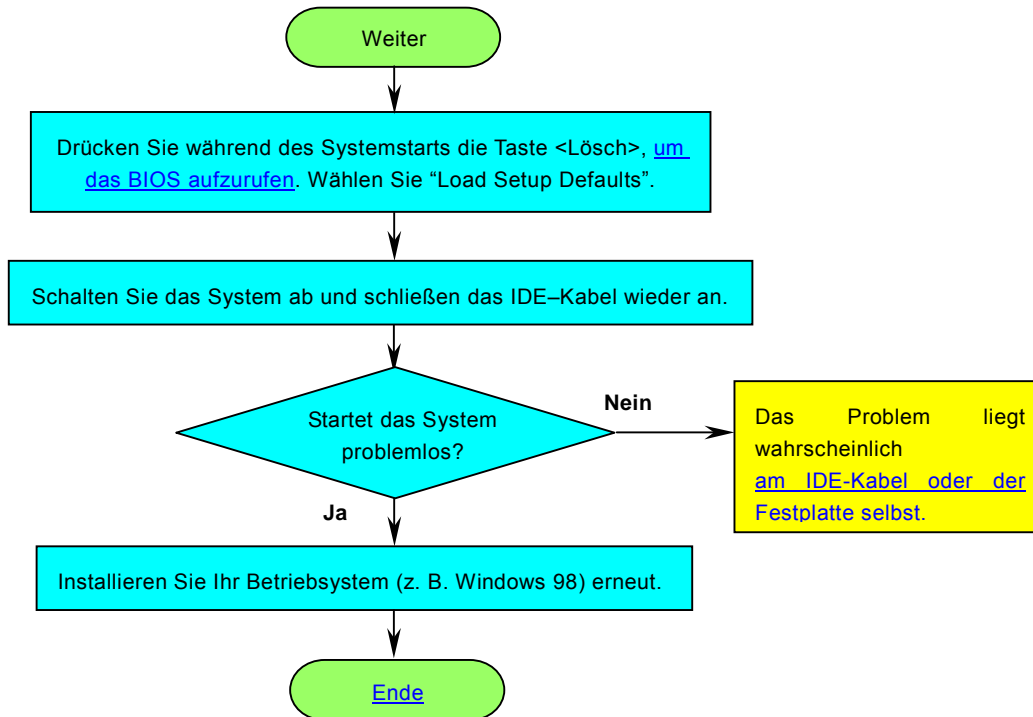 Weiter
Drücken Sie während des Systemstarts die Taste <Lösch>, um
das BIOS aufzurufen. Wählen Sie “Load Setup Defaults”.
Schalten Sie das System ab und schließen das IDE–Kabel wieder an.
Startet das System
problemlos?
Nein
Das Problem liegt
wahrscheinlich
am IDE-Kabel oder der
Festplatte selbst.
Ja
Installieren Sie Ihr Betriebsystem (z. B. Windows 98) erneut.
Ende